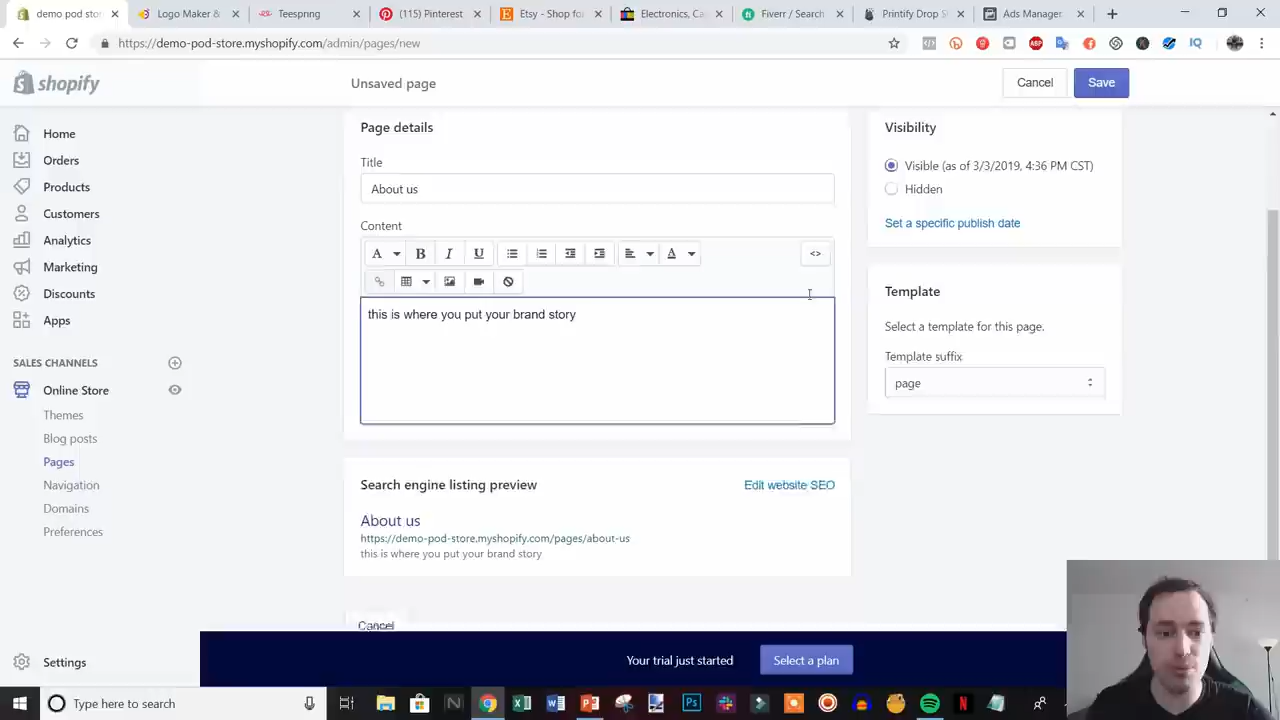 demo pod sto
Logo Maker &
Teespring
(115) Pinterest
Etsy - Shop fo
Electronics, Ca
Fiverr / Search
Printify Drop S
Ads Manager
https://demo-pod-store.myshopify.com/admin/pages/new
ABP
IQ
shopify
Unsaved page
Cancel
Save
Home
Orders
Products
Customers
Analytics
Marketing
Discounts
Apps
SALES CHANNELS
Online Store
Themes
Blog posts
Pages
Navigation
Domains
Preferences
Settings
Page details
Title
About us
Content
A
B
I
U
A
<>
this is where you put your brand story
Search engine listing preview
Edit website SEO
About us
https://demo-pod-store.myshopify.com/pages/about-us
this is where you put your brand story
Cancel
Visibility
Visible (as of 3/3/2019, 4:36 PM CST)
Hidden
Set a specific publish date
Template
Select a template for this page.
Template suffix
page
Your trial just started
Select a plan
Type here to search